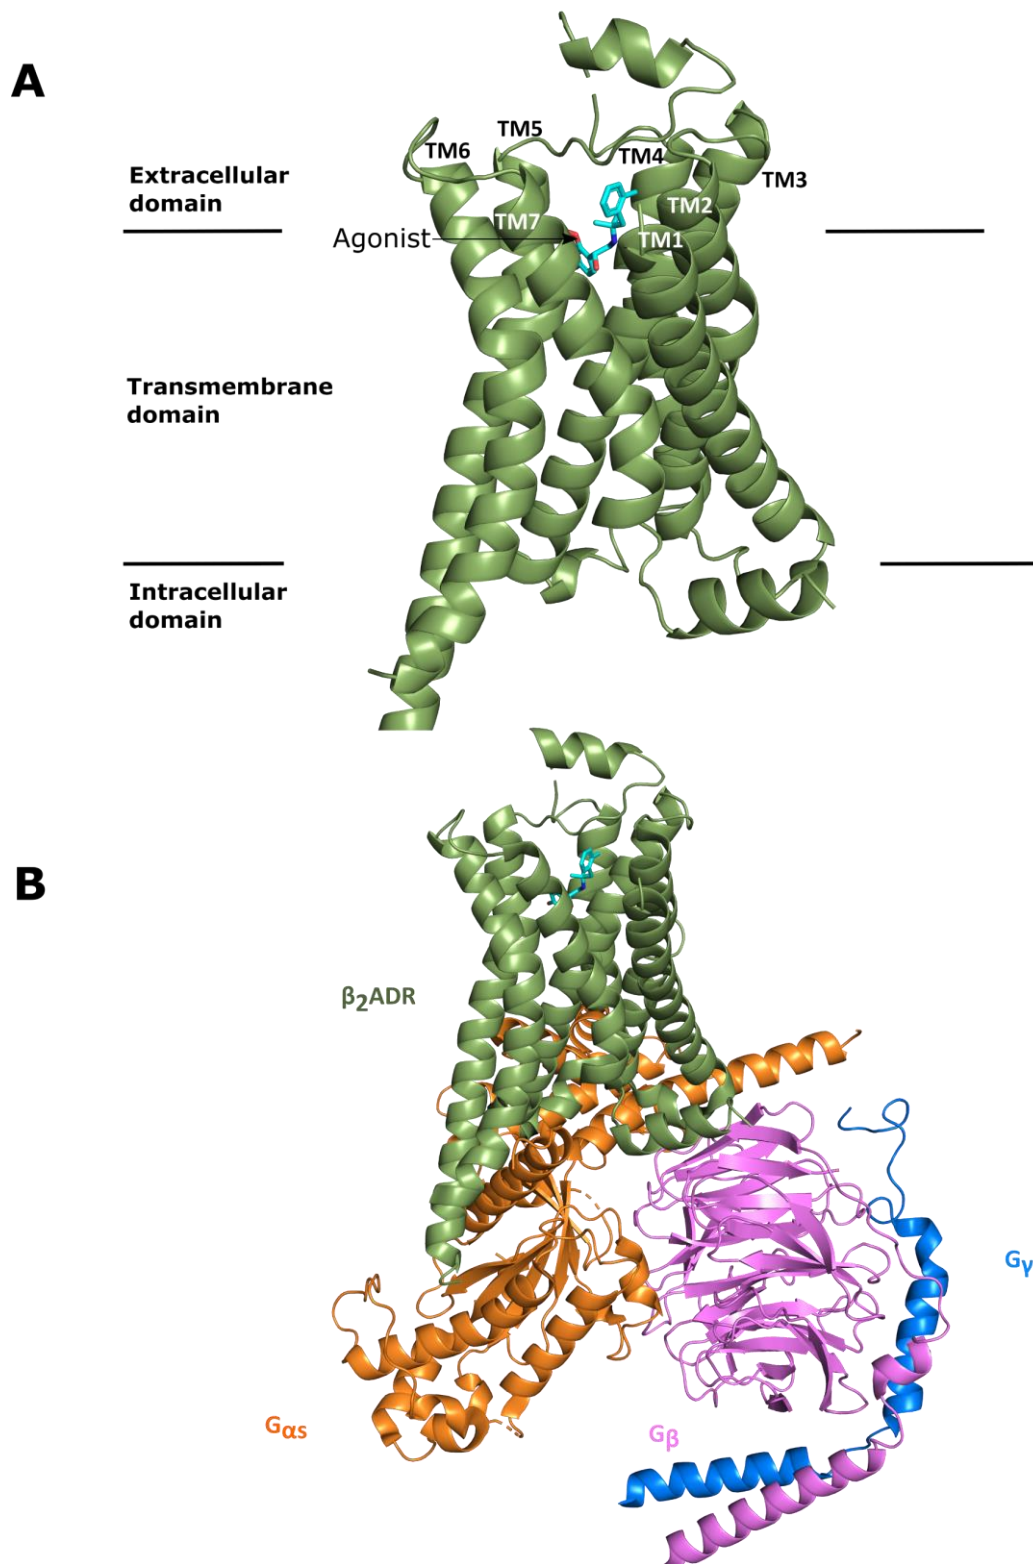 A
TM5
TM6
TM4
TM3
Extracellular
domain
TM2
TM7
TM1
Agonist
Transmembrane
domain
Intracellular
domain
B
β₂ADR
Gγ
Gαs
Gβ